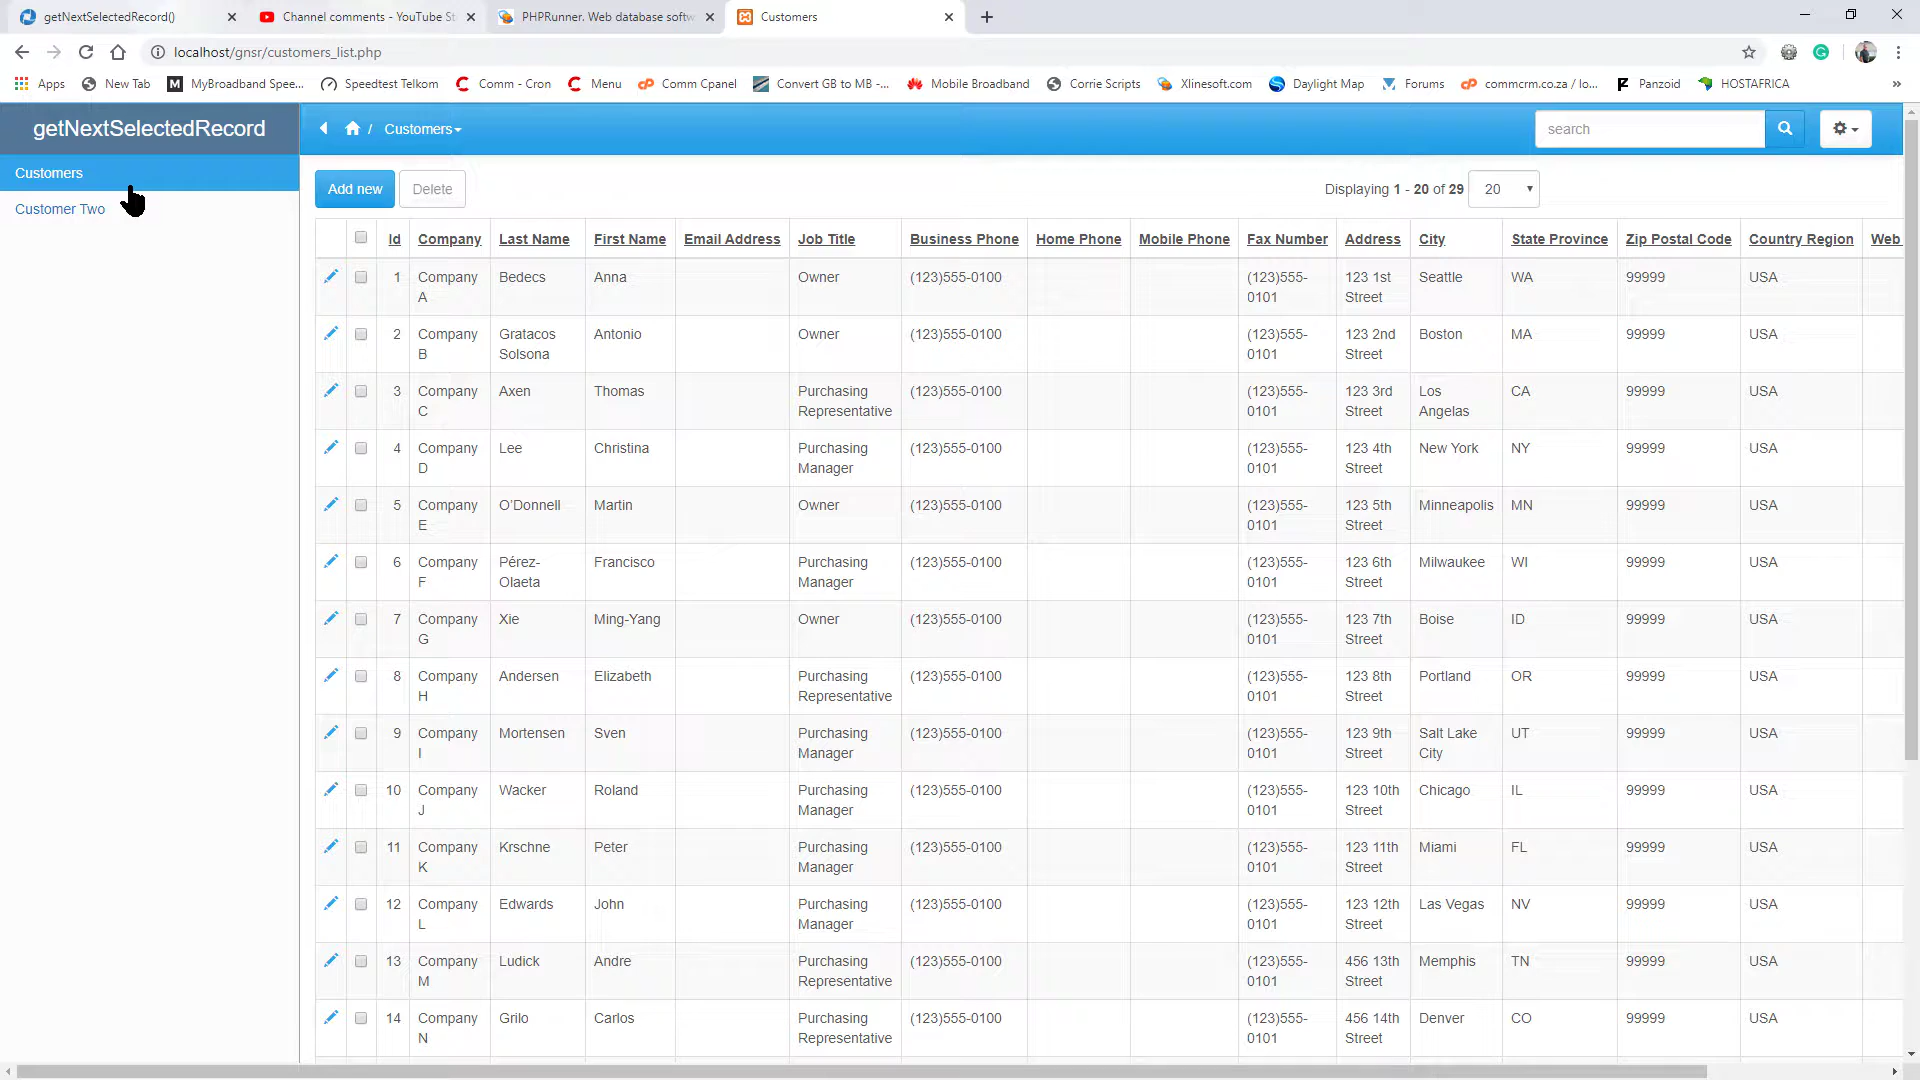 getNextSelectedRecord()
Channel comments - YouTube St
PHPRunner. Web database softw
Customers
localhost/gnsr/customers_list.php
Apps New Tab MyBroadband Spee... Speedtest Telkom Comm - Cron Menu Comm Cpanel Convert GB to MB -... Mobile Broadband Corrie Scripts Xlinesoft.com Daylight Map Forums commcrm.co.za / lo... Panzoid HOSTAFRICA »
getNextSelectedRecord
/ Customers
search
Customers
Customer Two
Add new Delete
Displaying 1 - 20 of 29 20
Id Company Last Name First Name Email Address Job Title Business Phone Home Phone Mobile Phone Fax Number Address City State Province Zip Postal Code Country Region Web
1 Company Bedecs Anna Owner (123)555-0100 (123)555- 123 1st Seattle WA 99999 USA
A 0101 Street
2 Company Gratacos Antonio Owner (123)555-0100 (123)555- 123 2nd Boston MA 99999 USA
B Solsona 0101 Street
3 Company Axen Thomas Purchasing (123)555-0100 (123)555- 123 3rd Los CA 99999 USA
C Representative 0101 Street Angelas
4 Company Lee Christina Purchasing (123)555-0100 (123)555- 123 4th New York NY 99999 USA
D Manager 0101 Street
5 Company O'Donnell Martin Owner (123)555-0100 (123)555- 123 5th Minneapolis MN 99999 USA
E 0101 Street
6 Company Pérez- Francisco Purchasing (123)555-0100 (123)555- 123 6th Milwaukee WI 99999 USA
F Olaeta Manager 0101 Street
7 Company Xie Ming-Yang Owner (123)555-0100 (123)555- 123 7th Boise ID 99999 USA
G 0101 Street
8 Company Andersen Elizabeth Purchasing (123)555-0100 (123)555- 123 8th Portland OR 99999 USA
H Representative 0101 Street
9 Company Mortensen Sven Purchasing (123)555-0100 (123)555- 123 9th Salt Lake UT 99999 USA
I Manager 0101 Street City
10 Company Wacker Roland Purchasing (123)555-0100 (123)555- 123 10th Chicago IL 99999 USA
J Manager 0101 Street
11 Company Krschne Peter Purchasing (123)555-0100 (123)555- 123 11th Miami FL 99999 USA
K Manager 0101 Street
12 Company Edwards John Purchasing (123)555-0100 (123)555- 123 12th Las Vegas NV 99999 USA
L Manager 0101 Street
13 Company Ludick Andre Purchasing (123)555-0100 (123)555- 456 13th Memphis TN 99999 USA
M Representative 0101 Street
14 Company Grilo Carlos Purchasing (123)555-0100 (123)555- 456 14th Denver CO 99999 USA
N Representative 0101 Street